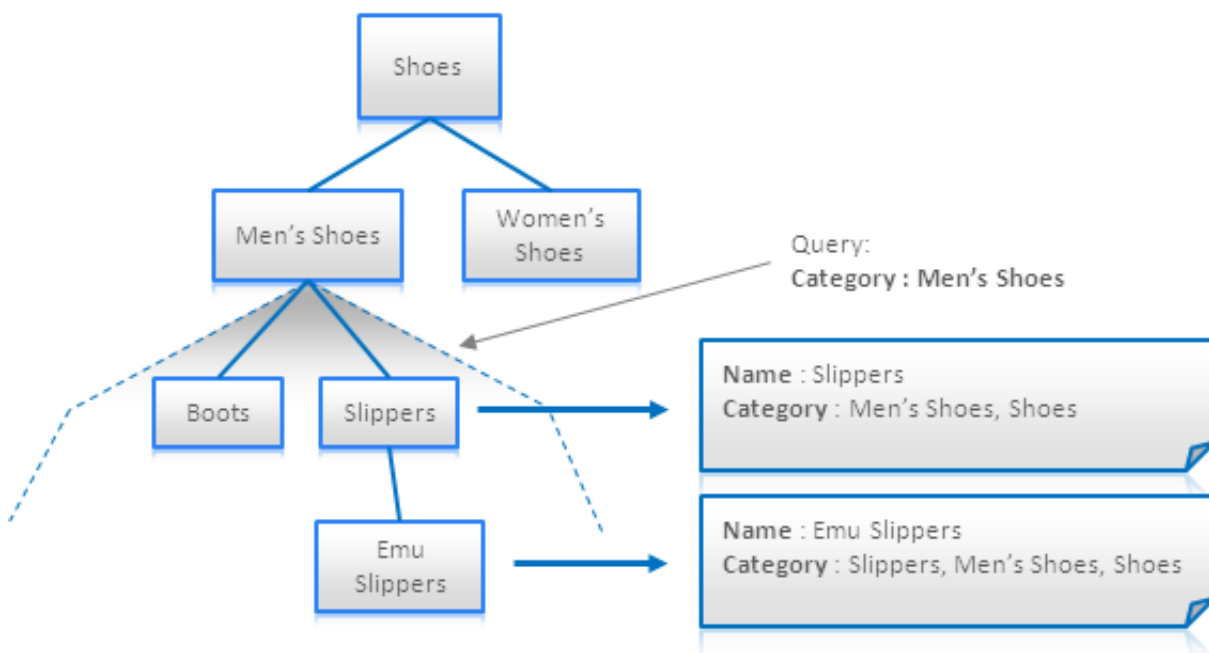 Shoes
Men’s Shoes
Women’s
Shoes
Query:
Category : Men’s Shoes
Boots
Slippers
Name : Slippers
Category : Men’s Shoes, Shoes
Emu
Slippers
Name : Emu Slippers
Category : Slippers, Men’s Shoes, Shoes